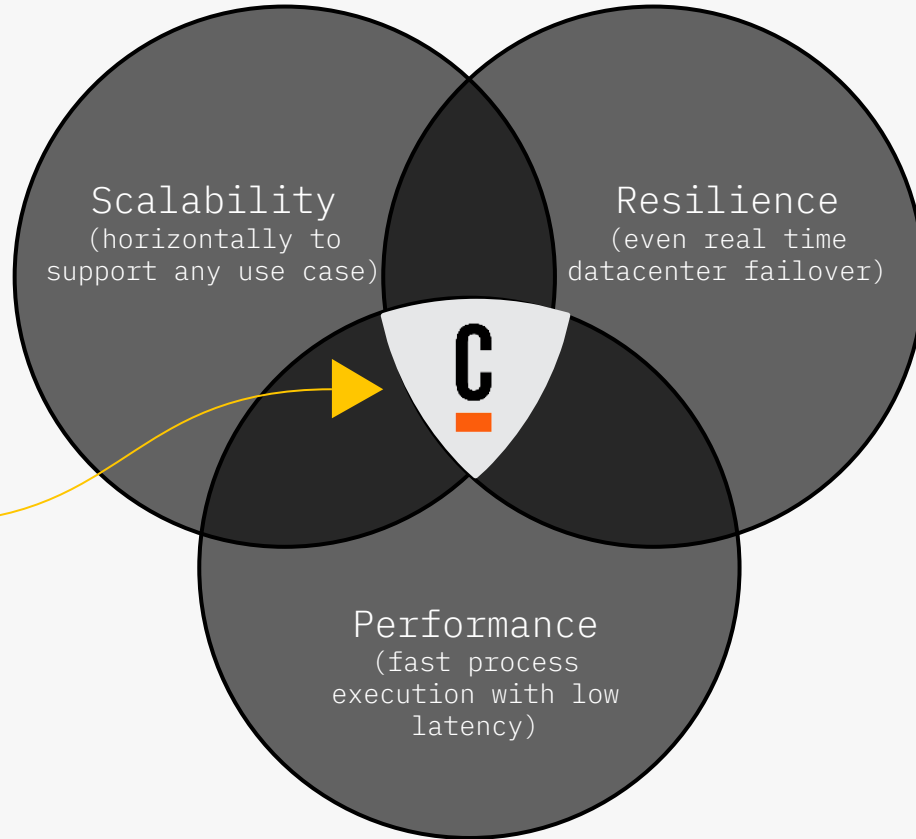 Scalability
(horizontally to
support any use case)
Resilience
(even real time
datacenter failover)
C
Performance
(fast process
execution with low
latency)